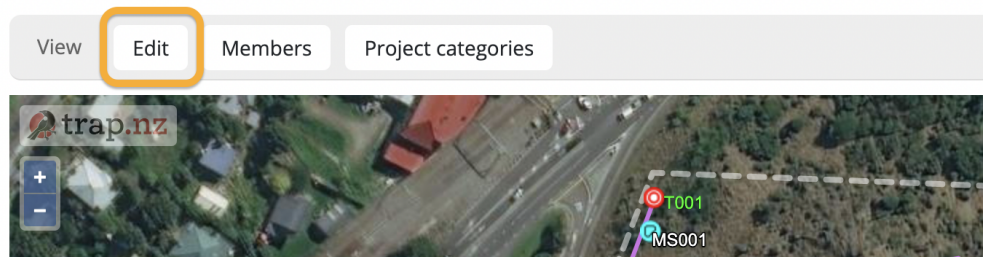 View Edit Members Project categories
trap.nz
+
−
T001
MS001